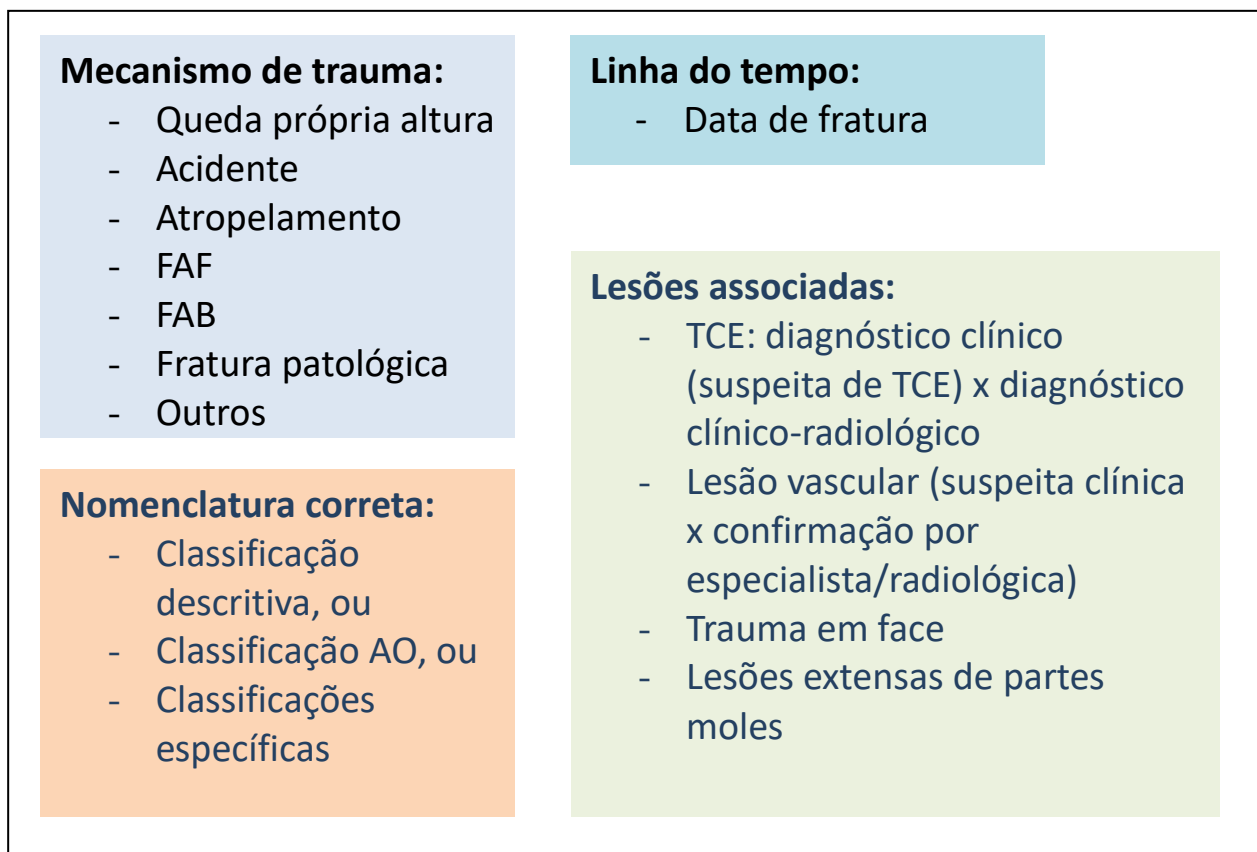 Mecanismo de trauma:
- Queda própria altura
- Acidente
- Atropelamento
- FAF
- FAB
- Fratura patológica
- Outros
Nomenclatura correta:
- Classificação
descritiva, ou
- Classificação AO, ou
- Classificações
específicas
Linha do tempo:
- Data de fratura
Lesões associadas:
- TCE: diagnóstico clínico
(suspeita de TCE) x diagnóstico
clínico-radiológico
- Lesão vascular (suspeita clínica
x confirmação por
especialista/radiológica)
- Trauma em face
- Lesões extensas de partes
moles